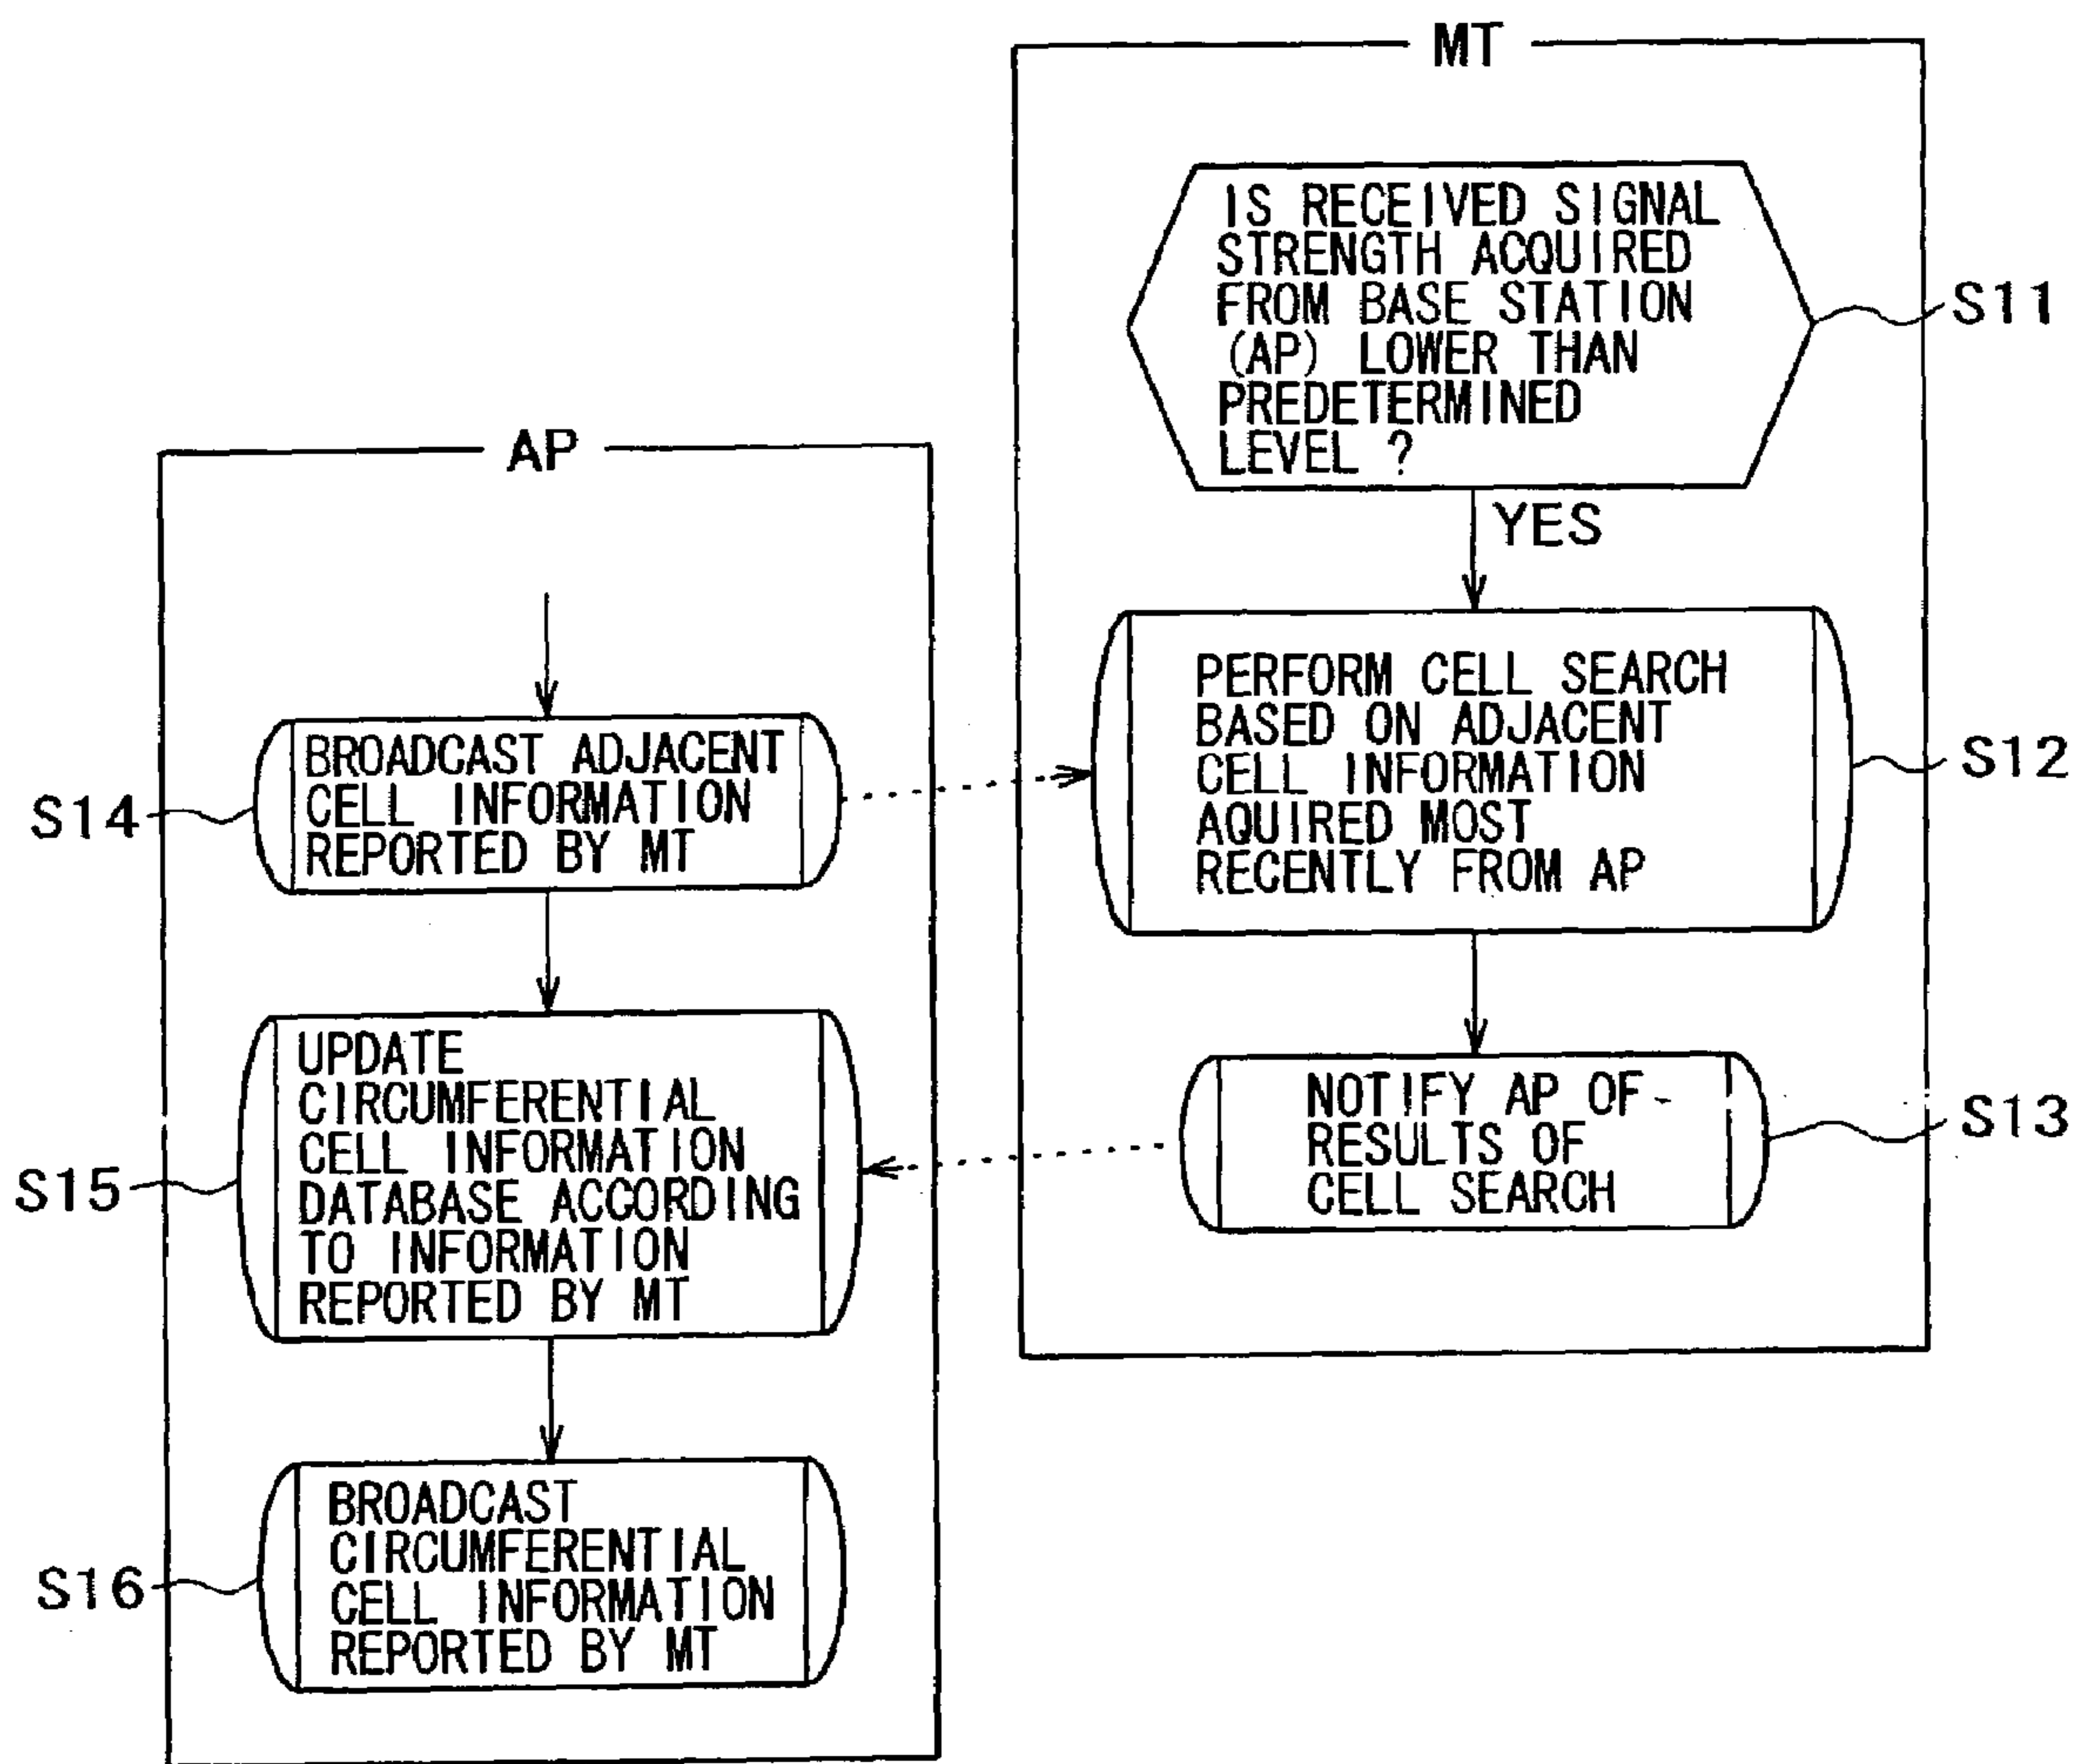 MT
IS RECEIVED SIGNAL
STRENGTH ACQUIRED
FROM BASE STATION
(AP) LOWER THAN
PREDETERMINED
LEVEL ?
S11
YES
PERFORM CELL SEARCH
BASED ON ADJACENT
CELL INFORMATION
AQUIRED MOST
RECENTLY FROM AP
S12
NOTIFY AP OF
RESULTS OF
CELL SEARCH
S13
AP
BROADCAST ADJACENT
CELL INFORMATION
REPORTED BY MT
S14
UPDATE
CIRCUMFERENTIAL
CELL INFORMATION
DATABASE ACCORDING
TO INFORMATION
REPORTED BY MT
S15
BROADCAST
CIRCUMFERENTIAL
CELL INFORMATION
REPORTED BY MT
S16